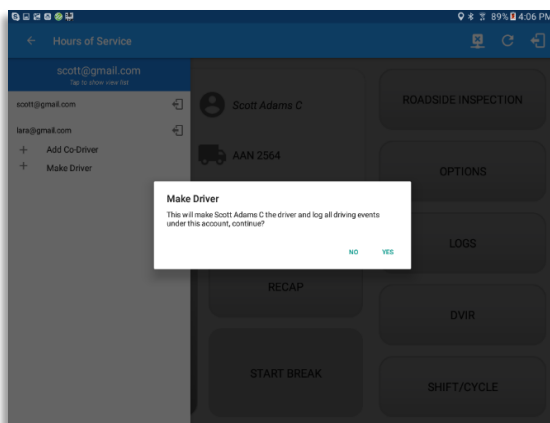 89% 4:06 PM
Hours of Service
scott@gmail.com
Tap to show view list
scott@gmail.com
lara@gmail.com
+ Add Co-Driver
+ Make Driver
Scott Adams C
AAN 2564
ROADSIDE INSPECTION
OPTIONS
Make Driver
This will make Scott Adams C the driver and log all driving events
under this account, continue?
NO YES
LOGS
RECAP
DVIR
START BREAK
SHIFT/CYCLE